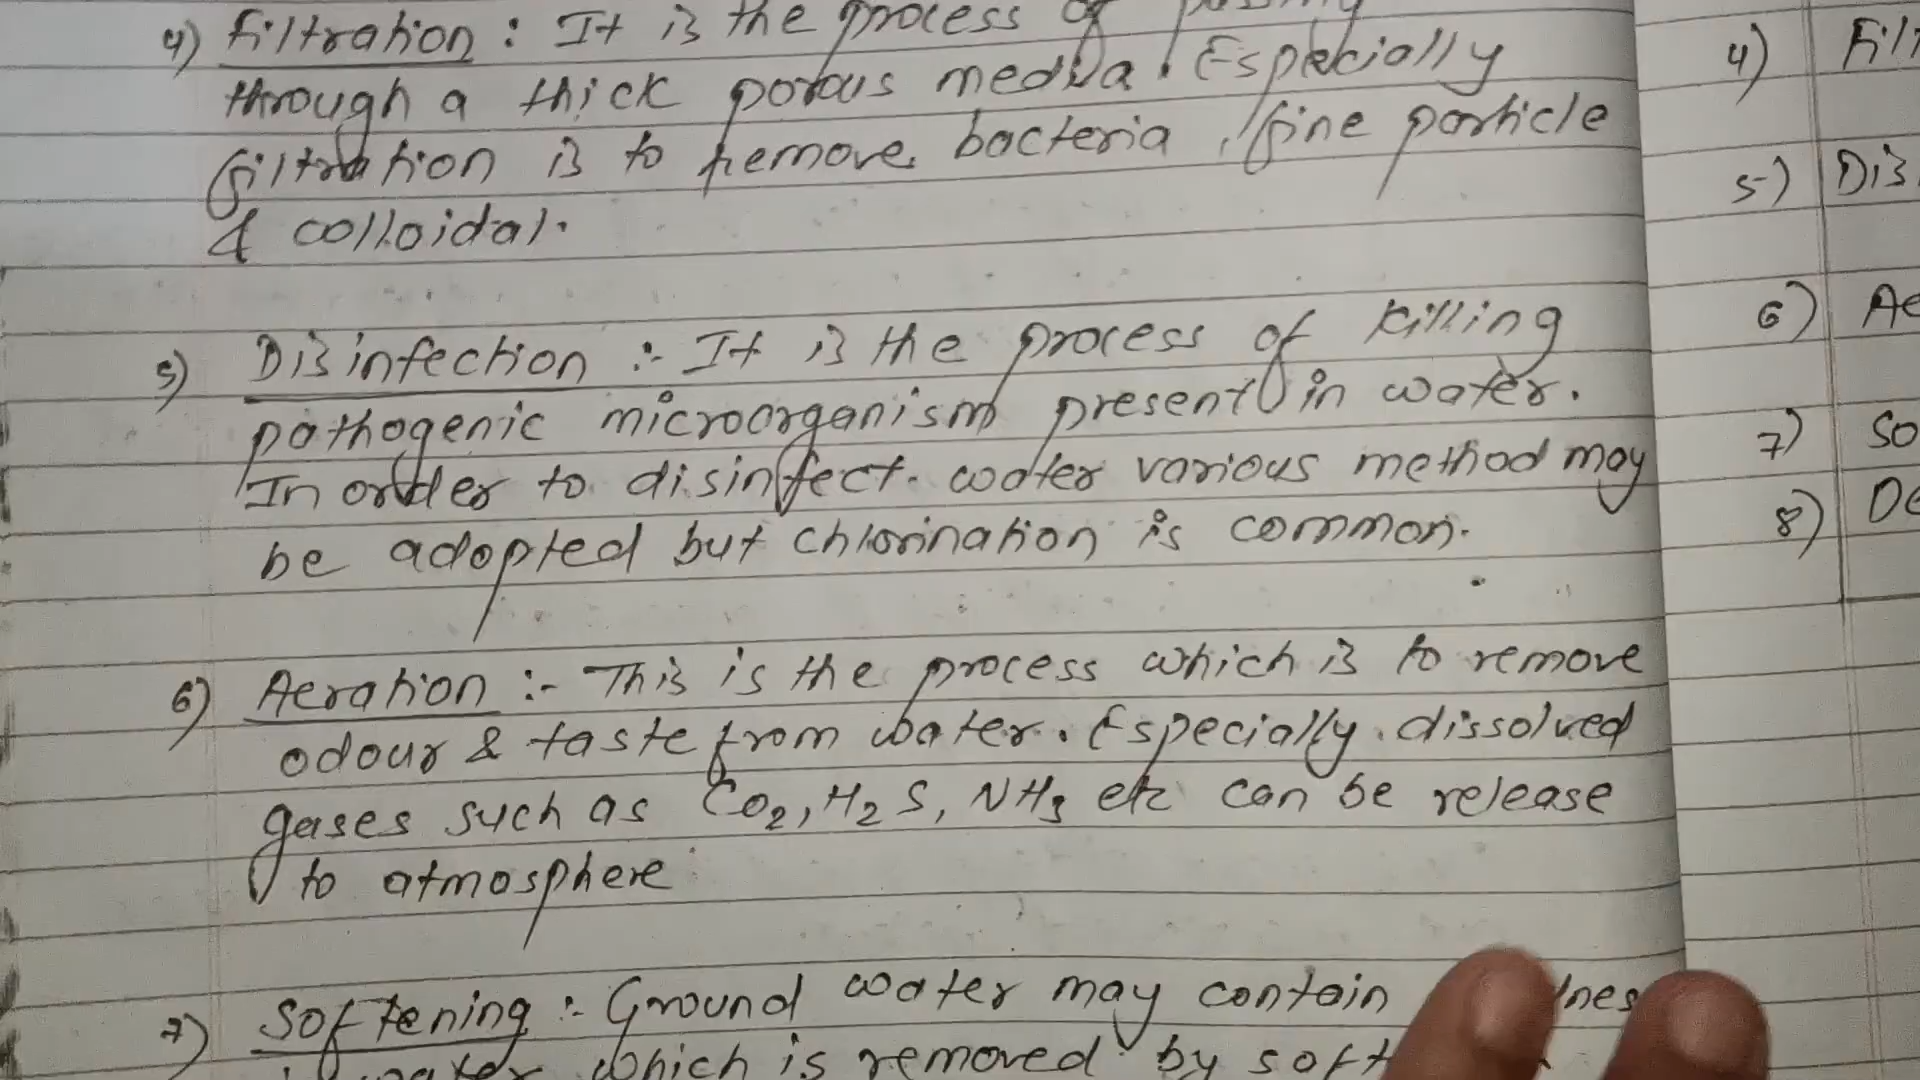 4) Filtration : It is the process of passing
through a thick porous media. Especially
filtration is to remove bacteria, fine particle
& colloidal.
5) Disinfection :- It is the process of killing
pathogenic microorganism present in water.
In order to disinfect. water various method may
be adopted but chlorination is common.
6) Aeration :- This is the process which is to remove
odour & taste from water. Especially dissolved
gases such as CO2, H2S, NH3 etc can be release
to atmosphere
7) Softening :- Ground water may contain
water which is removed by
4) Filt
5) Dis
6) Ae
7) So
8) De